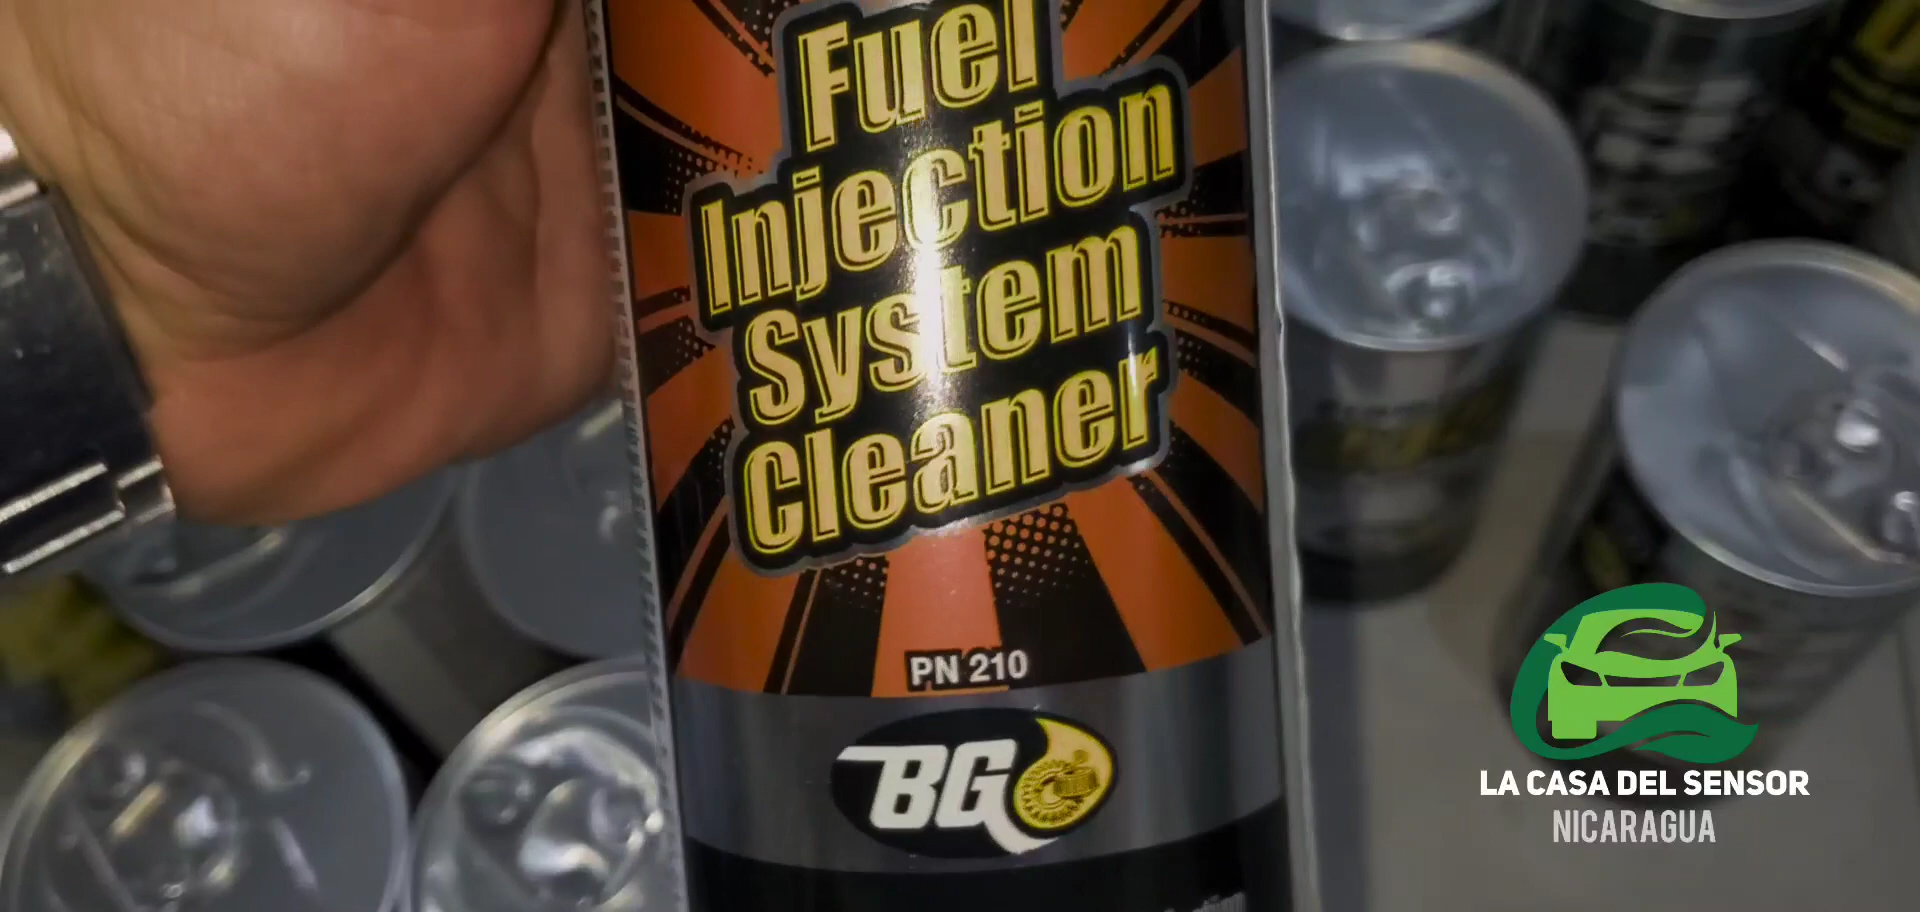 Fuel
Injection
System
Cleaner
PN 210
BG
LA CASA DEL SENSOR
NICARAGUA